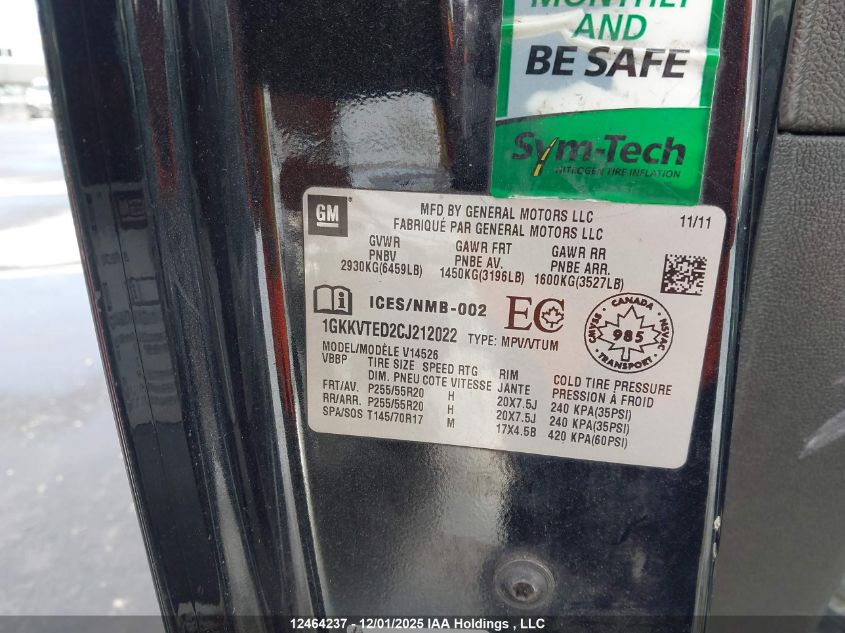 MONTHLY
AND
BE SAFE
Sym-Tech
NITROGEN TIRE INFLATION
GM
MFD BY GENERAL MOTORS LLC
FABRIQUÉ PAR GENERAL MOTORS LLC
11/11
GVWR GAWR FRT GAWR RR
PNBV PNBE AV. PNBE ARR.
2930KG(6459LB) 1450KG(3196LB) 1600KG(3527LB)
i ICES/NMB-002 EC
CANADA
CMVSS 985 NSVAC
TRANSPORT
1GKKVTED2CJ212022 TYPE: MPV/VTUM
MODEL/MODÈLE V14526
VBBP TIRE SIZE SPEED RTG RIM COLD TIRE PRESSURE
DIM. PNEU COTE VITESSE JANTE PRESSION À FROID
FRT/AV. P255/55R20 H 20X7.5J 240 KPA(35PSI)
RR/ARR. P255/55R20 H 20X7.5J 240 KPA(35PSI)
SPA/SOS T145/70R17 M 17X4.5B 420 KPA(60PSI)
12464237 - 12/01/2025 IAA Holdings , LLC